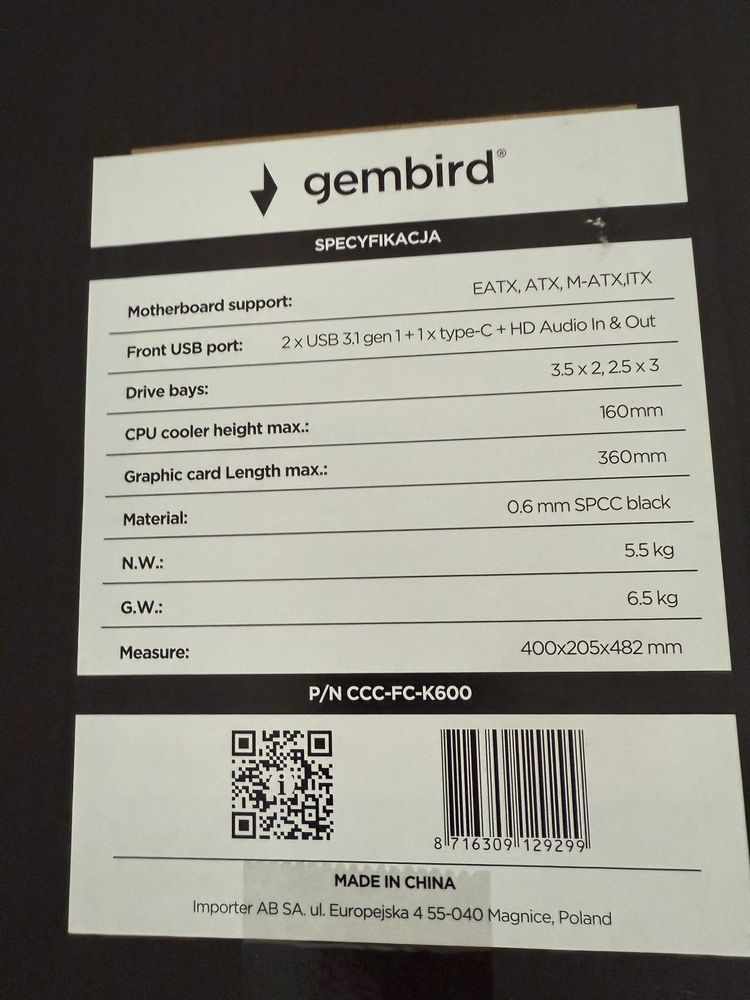 gembird®
SPECYFIKACJA
Motherboard support: EATX, ATX, M-ATX,ITX
Front USB port: 2 x USB 3.1 gen 1 + 1 x type-C + HD Audio In & Out
Drive bays: 3.5 x 2, 2.5 x 3
CPU cooler height max.: 160mm
Graphic card Length max.: 360mm
Material: 0.6 mm SPCC black
N.W.: 5.5 kg
G.W.: 6.5 kg
Measure: 400x205x482 mm
P/N CCC-FC-K600
i
8 716309 129299
MADE IN CHINA
Importer AB SA. ul. Europejska 4 55-040 Magnice, Poland